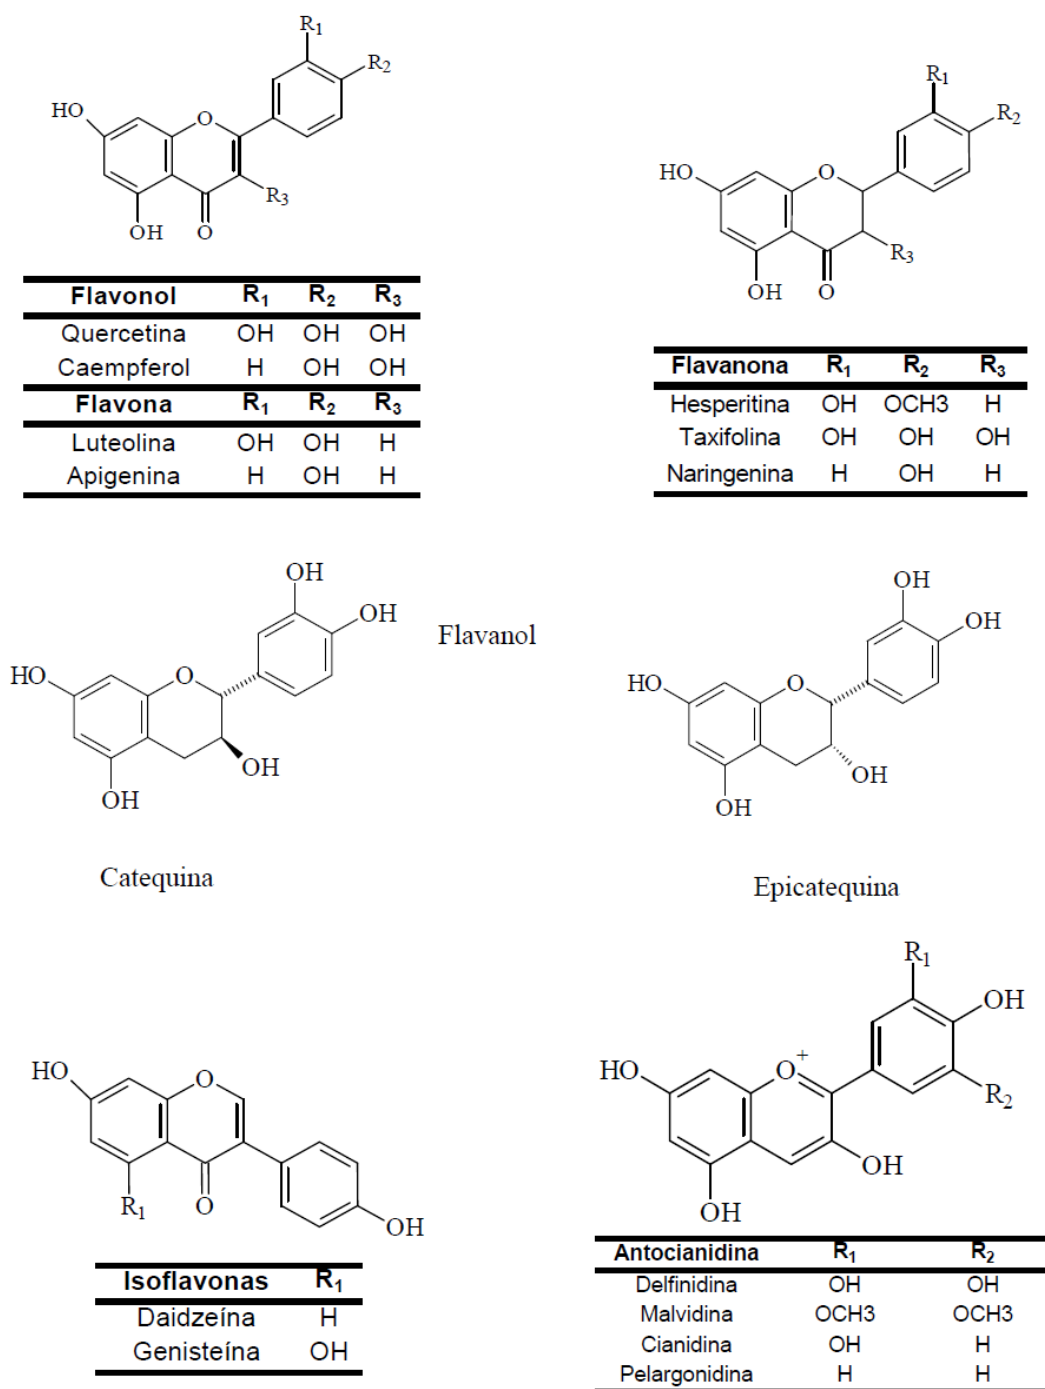 R₁
R₂
HO
O
R₃
OH
O
Flavonol R₁ R₂ R₃
Quercetina OH OH OH
Caempferol H OH OH
Flavona R₁ R₂ R₃
Luteolina OH OH H
Apigenina H OH H
R₁
R₂
HO
O
R₃
OH
O
Flavanona R₁ R₂ R₃
Hesperitina OH OCH3 H
Taxifolina OH OH OH
Naringenina H OH H
OH
OH
HO
O
OH
OH
Catequina
Flavanol
OH
OH
HO
O
OH
OH
Epicatequina
HO
O
R₁
O
OH
Isoflavonas R₁
Daidzeína H
Genisteína OH
R₁
OH
HO
O⁺
R₂
OH
OH
Antocianidina R₁ R₂
Delfinidina OH OH
Malvidina OCH3 OCH3
Cianidina OH H
Pelargonidina H H